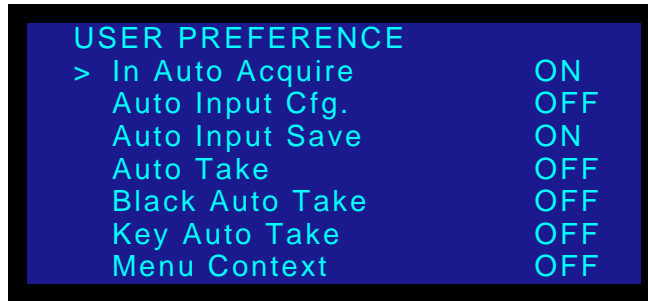 USER PREFERENCE
> In Auto Acquire ON
Auto Input Cfg. OFF
Auto Input Save ON
Auto Take OFF
Black Auto Take OFF
Key Auto Take OFF
Menu Context OFF